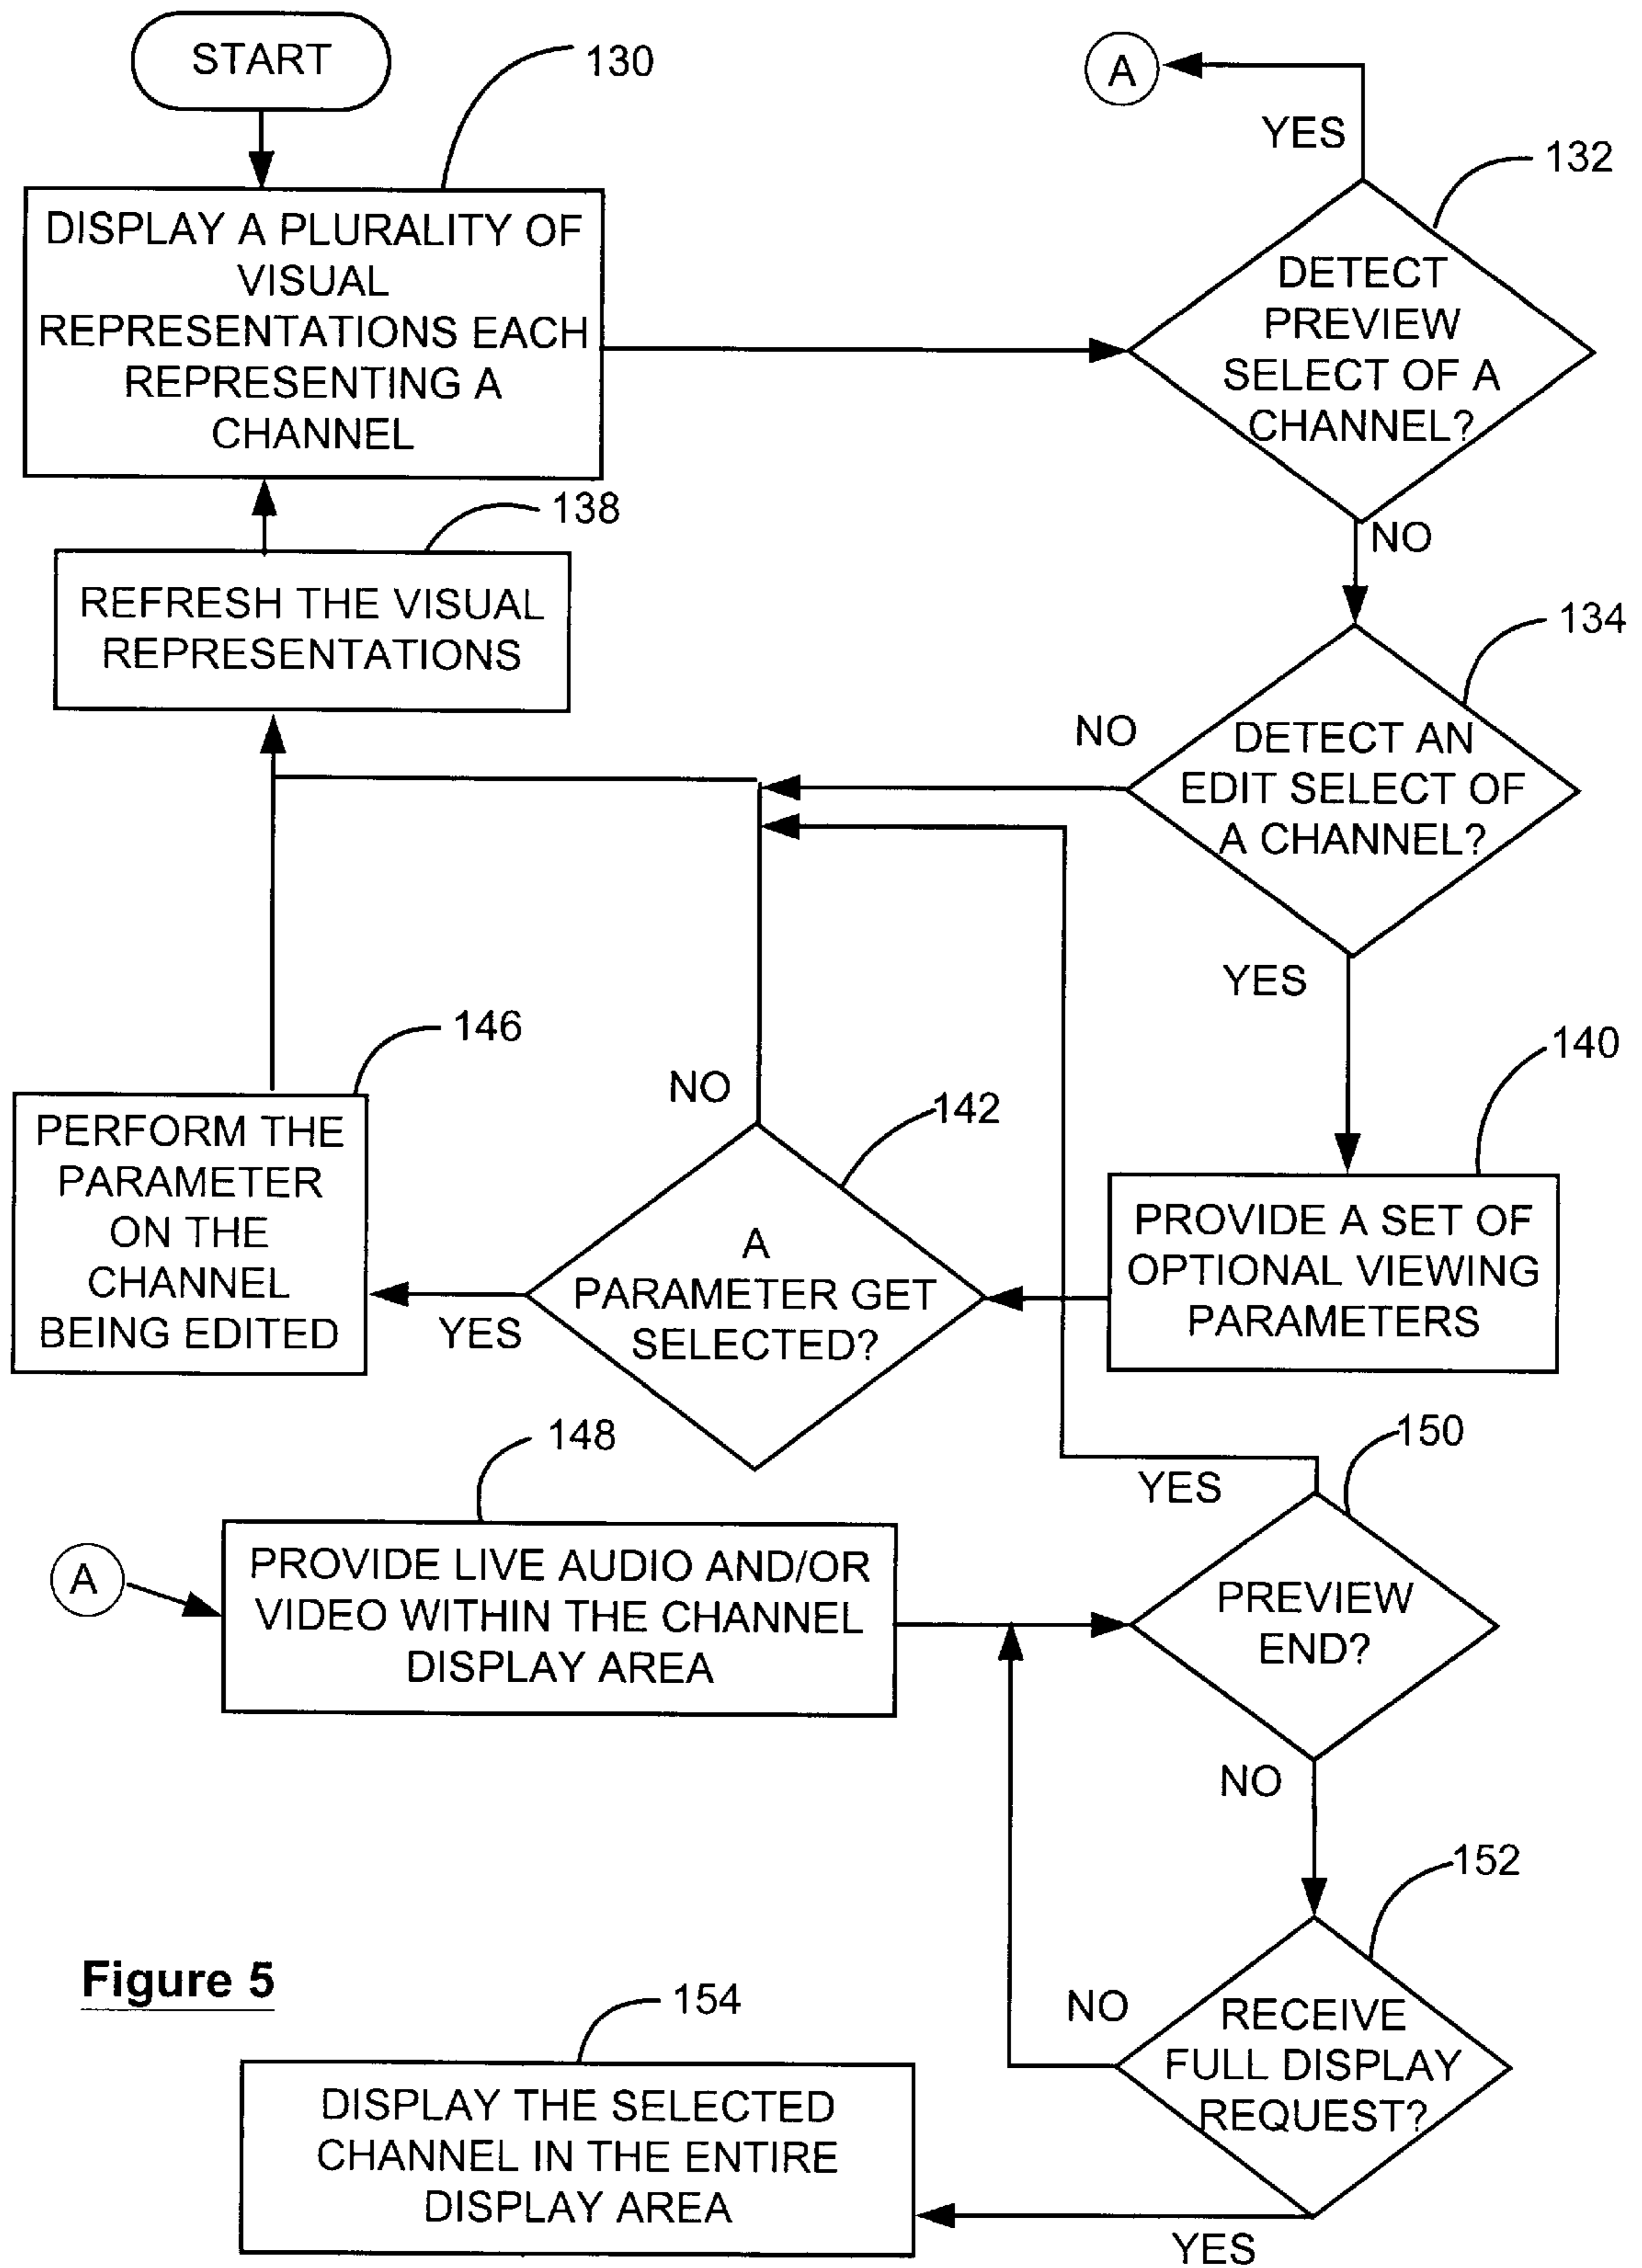 START
130
DISPLAY A PLURALITY OF
VISUAL
REPRESENTATIONS EACH
REPRESENTING A
CHANNEL
A
YES
132
DETECT
PREVIEW
SELECT OF A
CHANNEL?
NO
138
REFRESH THE VISUAL
REPRESENTATIONS
134
NO
DETECT AN
EDIT SELECT OF
A CHANNEL?
YES
146
PERFORM THE
PARAMETER
ON THE
CHANNEL
BEING EDITED
NO
142
A
PARAMETER GET
SELECTED?
YES
140
PROVIDE A SET OF
OPTIONAL VIEWING
PARAMETERS
148
A
PROVIDE LIVE AUDIO AND/OR
VIDEO WITHIN THE CHANNEL
DISPLAY AREA
YES
150
PREVIEW
END?
NO
152
NO
RECEIVE
FULL DISPLAY
REQUEST?
YES
Figure 5
154
DISPLAY THE SELECTED
CHANNEL IN THE ENTIRE
DISPLAY AREA